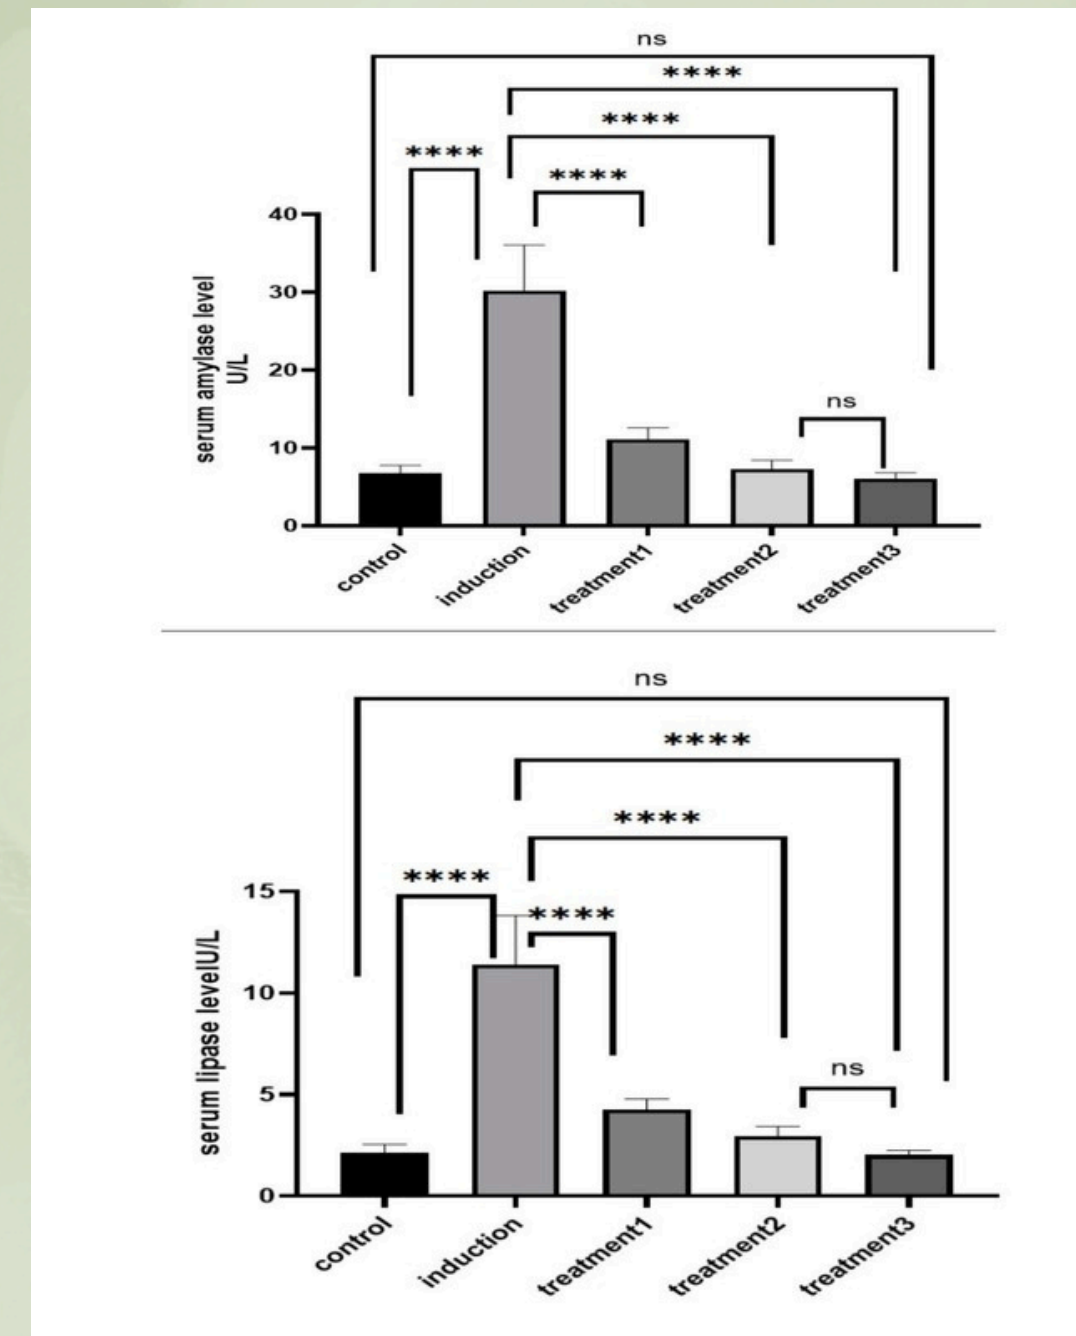 ns
****
****
****
****
40
30
20
10
0
serum amylase level
U/L
ns
control
induction
treatment1
treatment2
treatment3
ns
****
****
****
****
15
10
5
0
serum lipase levelU/L
ns
control
induction
treatment1
treatment2
treatment3